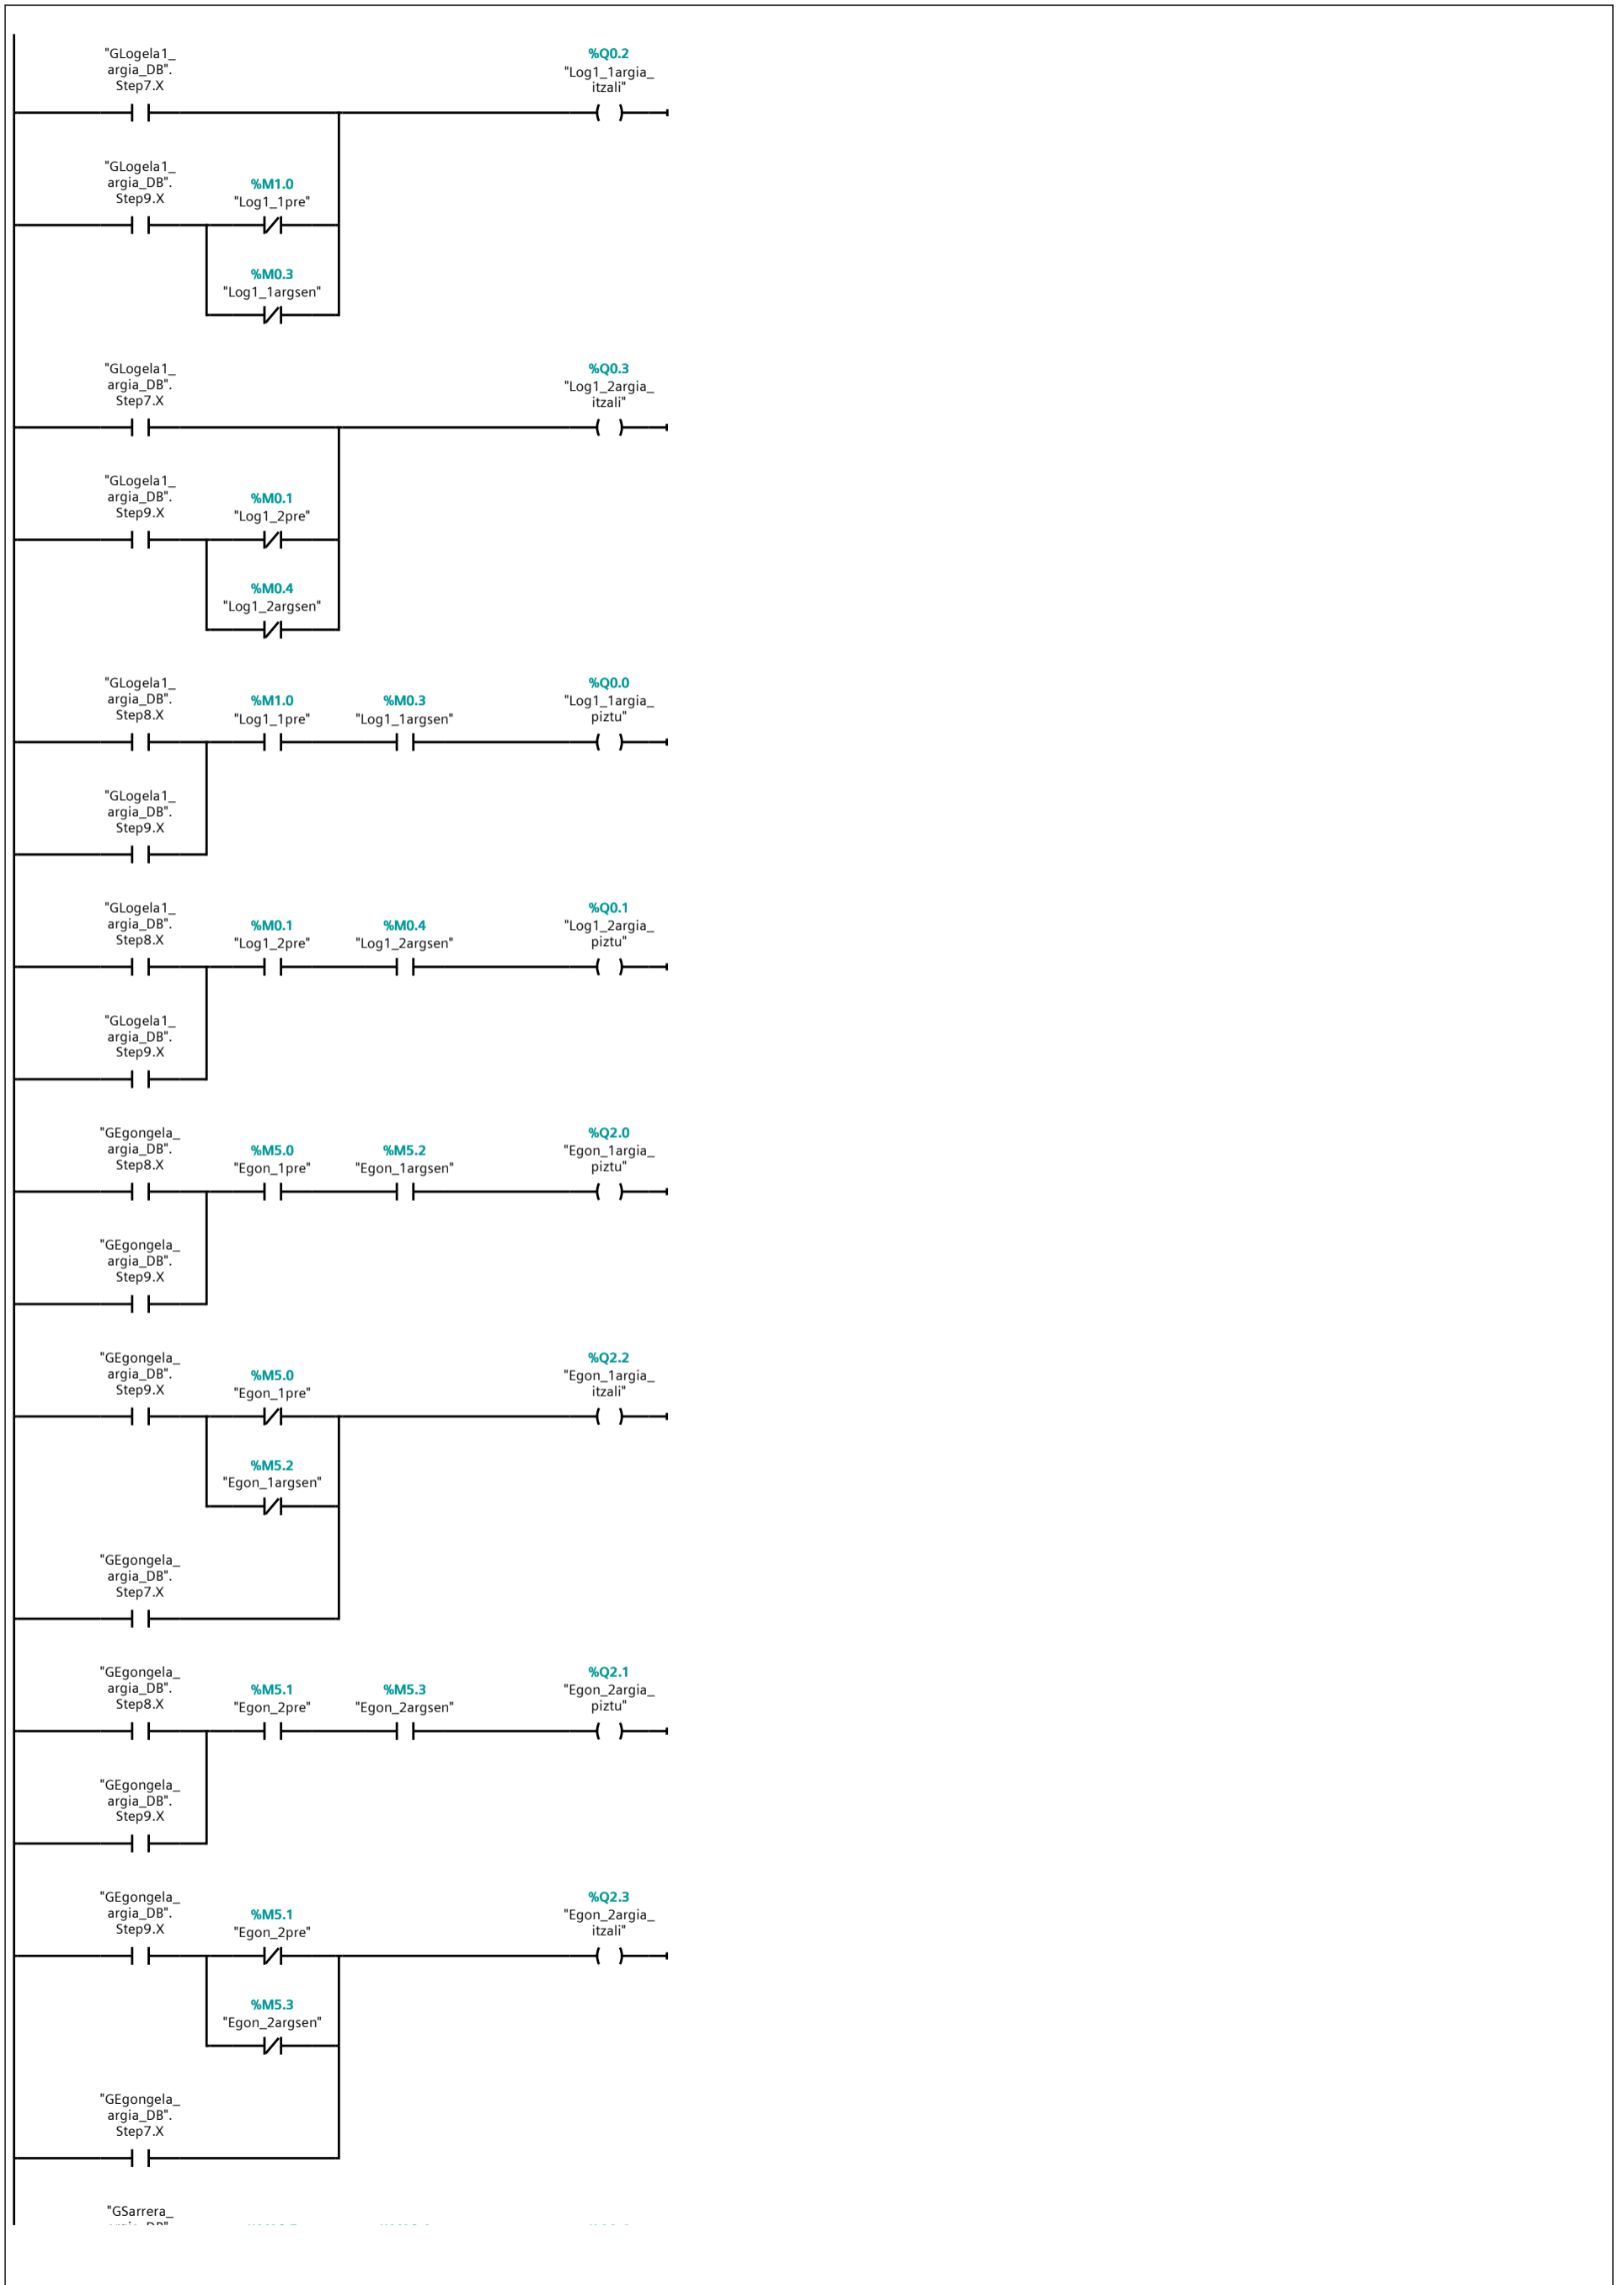 "GLogela1_
argia_DB".
Step7.X
%Q0.2
"Log1_1argia_
itzali"
"GLogela1_
argia_DB".
Step9.X
%M1.0
"Log1_1pre"
%M0.3
"Log1_1argsen"
"GLogela1_
argia_DB".
Step7.X
%Q0.3
"Log1_2argia_
itzali"
"GLogela1_
argia_DB".
Step9.X
%M0.1
"Log1_2pre"
%M0.4
"Log1_2argsen"
"GLogela1_
argia_DB".
Step8.X
%M1.0
"Log1_1pre"
%M0.3
"Log1_1argsen"
%Q0.0
"Log1_1argia_
piztu"
"GLogela1_
argia_DB".
Step9.X
"GLogela1_
argia_DB".
Step8.X
%M0.1
"Log1_2pre"
%M0.4
"Log1_2argsen"
%Q0.1
"Log1_2argia_
piztu"
"GLogela1_
argia_DB".
Step9.X
"GEgongela_
argia_DB".
Step8.X
%M5.0
"Egon_1pre"
%M5.2
"Egon_1argsen"
%Q2.0
"Egon_1argia_
piztu"
"GEgongela_
argia_DB".
Step9.X
"GEgongela_
argia_DB".
Step9.X
%M5.0
"Egon_1pre"
%Q2.2
"Egon_1argia_
itzali"
%M5.2
"Egon_1argsen"
"GEgongela_
argia_DB".
Step7.X
"GEgongela_
argia_DB".
Step8.X
%M5.1
"Egon_2pre"
%M5.3
"Egon_2argsen"
%Q2.1
"Egon_2argia_
piztu"
"GEgongela_
argia_DB".
Step9.X
"GEgongela_
argia_DB".
Step9.X
%M5.1
"Egon_2pre"
%Q2.3
"Egon_2argia_
itzali"
%M5.3
"Egon_2argsen"
"GEgongela_
argia_DB".
Step7.X
"GSarrera_